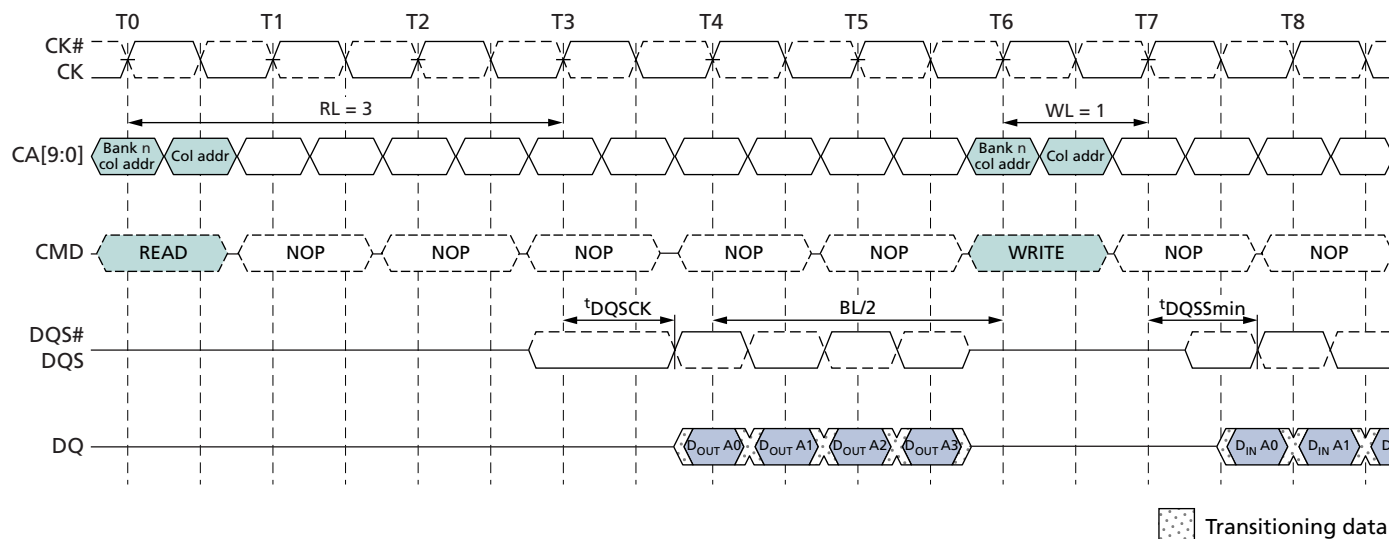 T0 T1 T2 T3 T4 T5 T6 T7 T8
CK#
CK
RL = 3
WL = 1
CA[9:0]
Bank n
col addr
Col addr
Bank n
col addr
Col addr
CMD
READ NOP NOP NOP NOP NOP WRITE NOP NOP
tDQSCK
BL/2
tDQSSmin
DQS#
DQS
DQ
DOUT A0 DOUT A1 DOUT A2 DOUT A3 DIN A0 DIN A1 D
Transitioning data